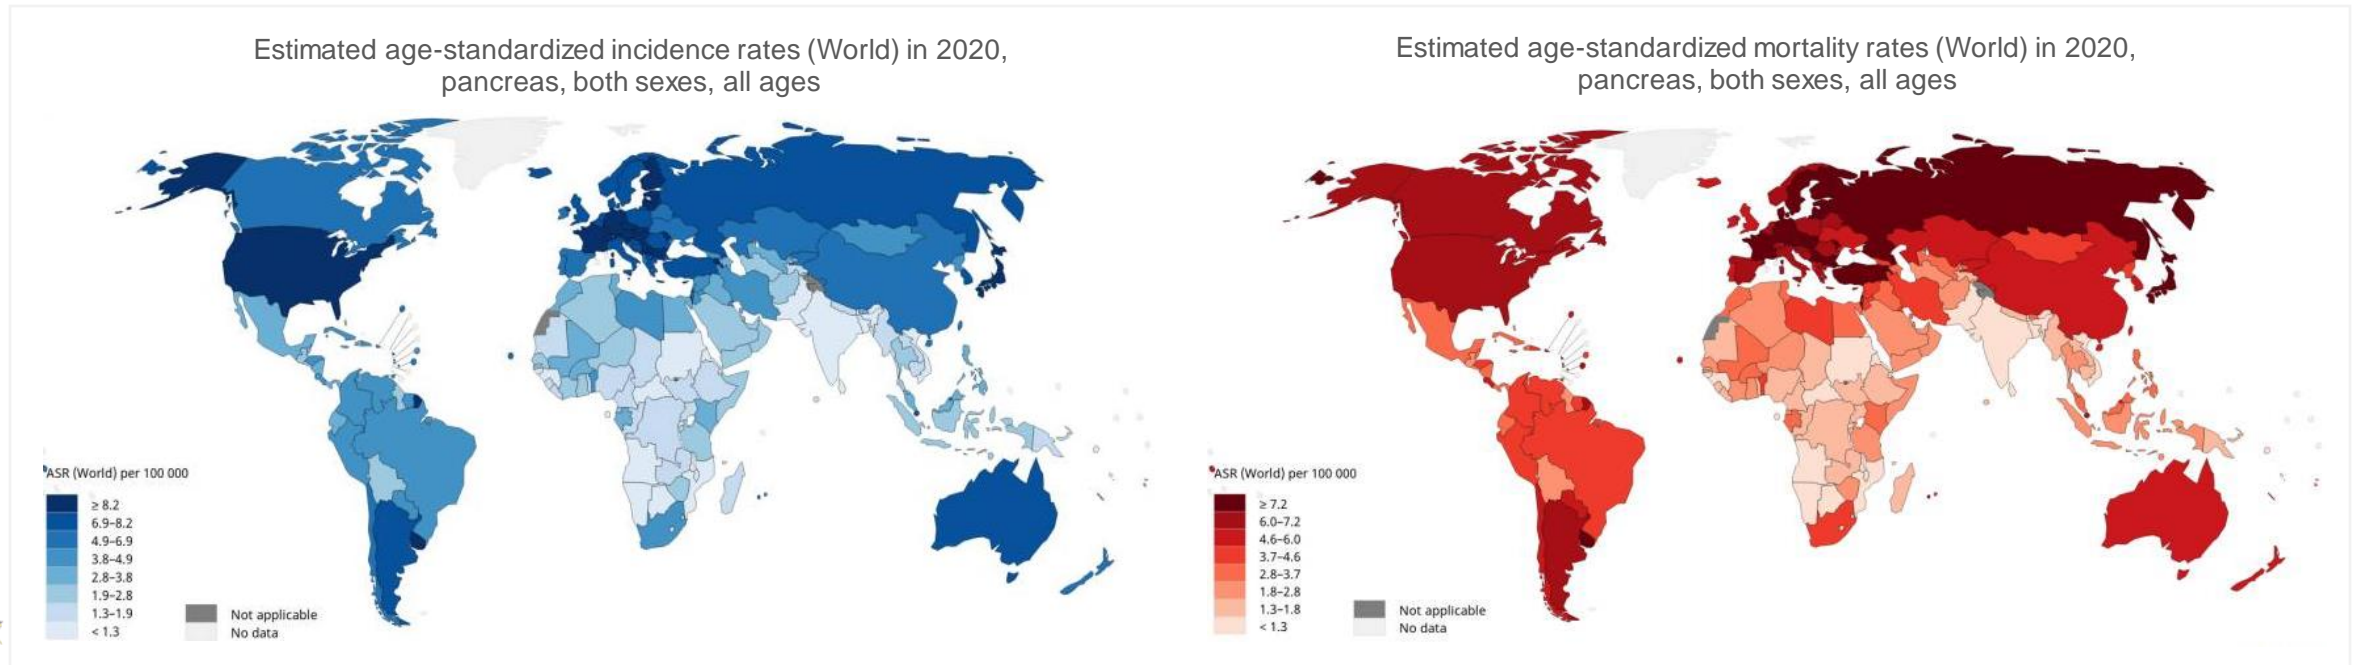 Estimated age-standardized incidence rates (World) in 2020,
pancreas, both sexes, all ages
ASR (World) per 100 000
≥ 8.2
6.9–8.2
4.9–6.9
3.8–4.9
2.8–3.8
1.9–2.8
1.3–1.9
< 1.3
Not applicable
No data
Estimated age-standardized mortality rates (World) in 2020,
pancreas, both sexes, all ages
ASR (World) per 100 000
≥ 7.2
6.0–7.2
4.6–6.0
3.7–4.6
2.8–3.7
1.8–2.8
1.3–1.8
< 1.3
Not applicable
No data